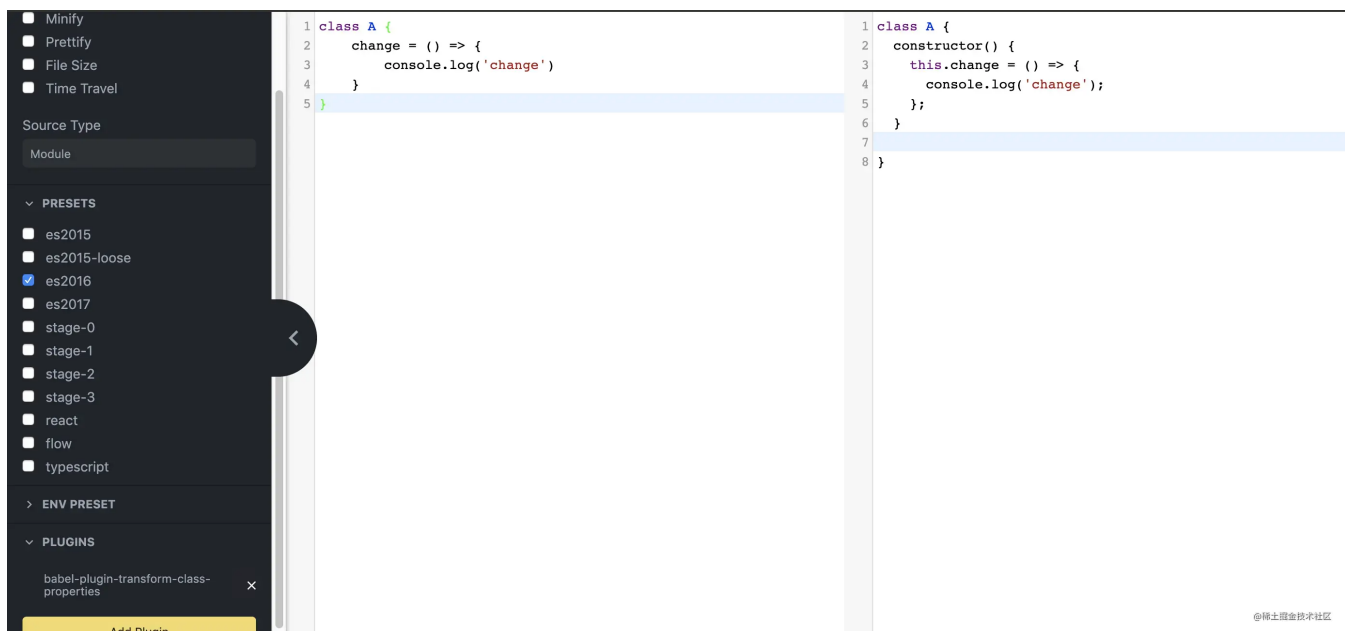 Minify
Prettify
File Size
Time Travel
Source Type
Module
PRESETS
es2015
es2015-loose
es2016
es2017
stage-0
stage-1
stage-2
stage-3
react
flow
typescript
ENV PRESET
PLUGINS
babel-plugin-transform-class-
properties
Add Plugin
1 class A {
2     change = () => {
3         console.log('change')
4     }
5 }
1 class A {
2   constructor() {
3     this.change = () => {
4       console.log('change');
5     };
6   }
7
8 }
@稀土掘金技术社区